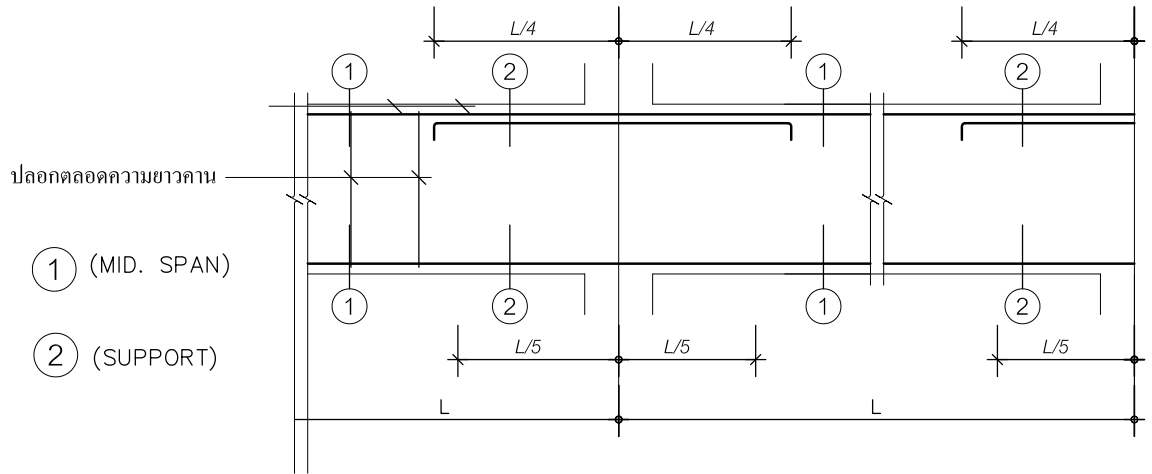 L/4 L/4 L/4
1 2 1 2
ปลอกตลอดความยาวคาน
1 (MID. SPAN)
1 2 1 2
2 (SUPPORT)
L/5 L/5 L/5
L L